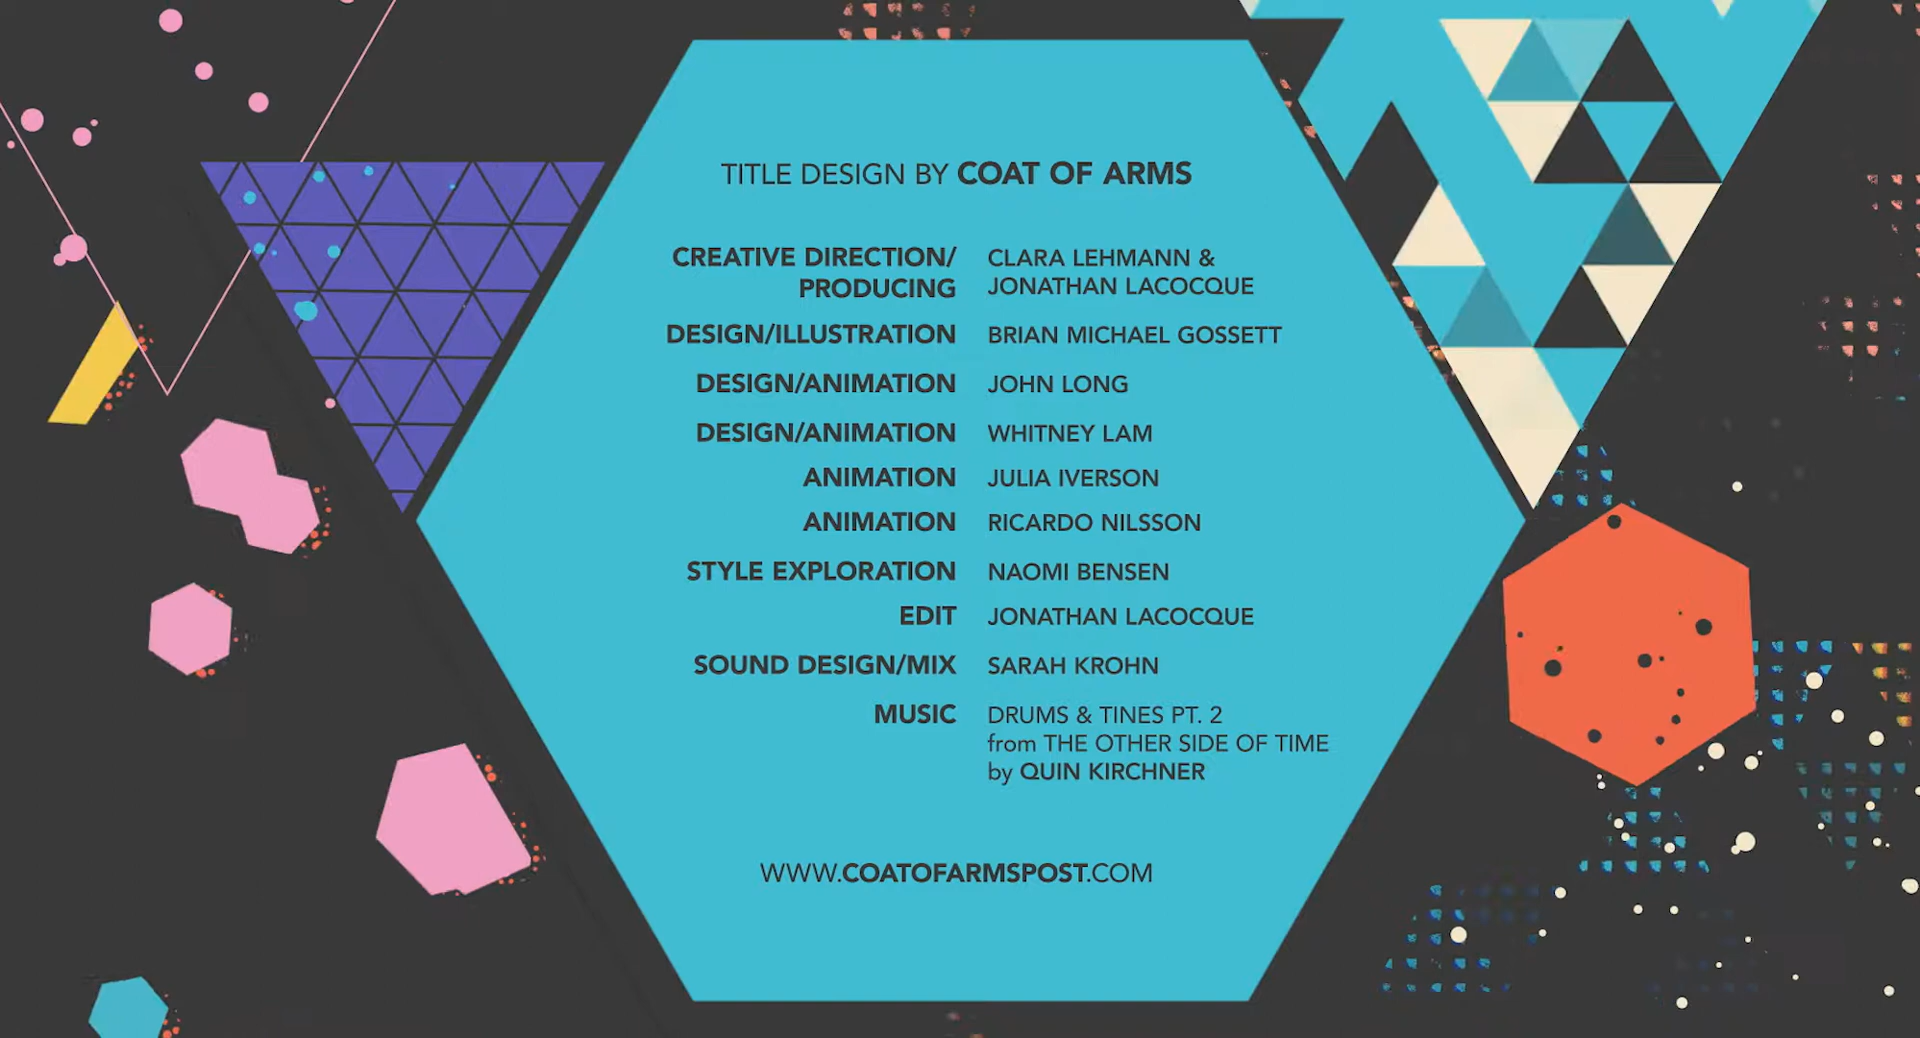 TITLE DESIGN BY COAT OF ARMS
CREATIVE DIRECTION/ CLARA LEHMANN &
PRODUCING JONATHAN LACOCQUE
DESIGN/ILLUSTRATION BRIAN MICHAEL GOSSETT
DESIGN/ANIMATION JOHN LONG
DESIGN/ANIMATION WHITNEY LAM
ANIMATION JULIA IVERSON
ANIMATION RICARDO NILSSON
STYLE EXPLORATION NAOMI BENSEN
EDIT JONATHAN LACOCQUE
SOUND DESIGN/MIX SARAH KROHN
MUSIC DRUMS & TINES PT. 2
from THE OTHER SIDE OF TIME
by QUIN KIRCHNER
WWW.COATOFARMSPOST.COM